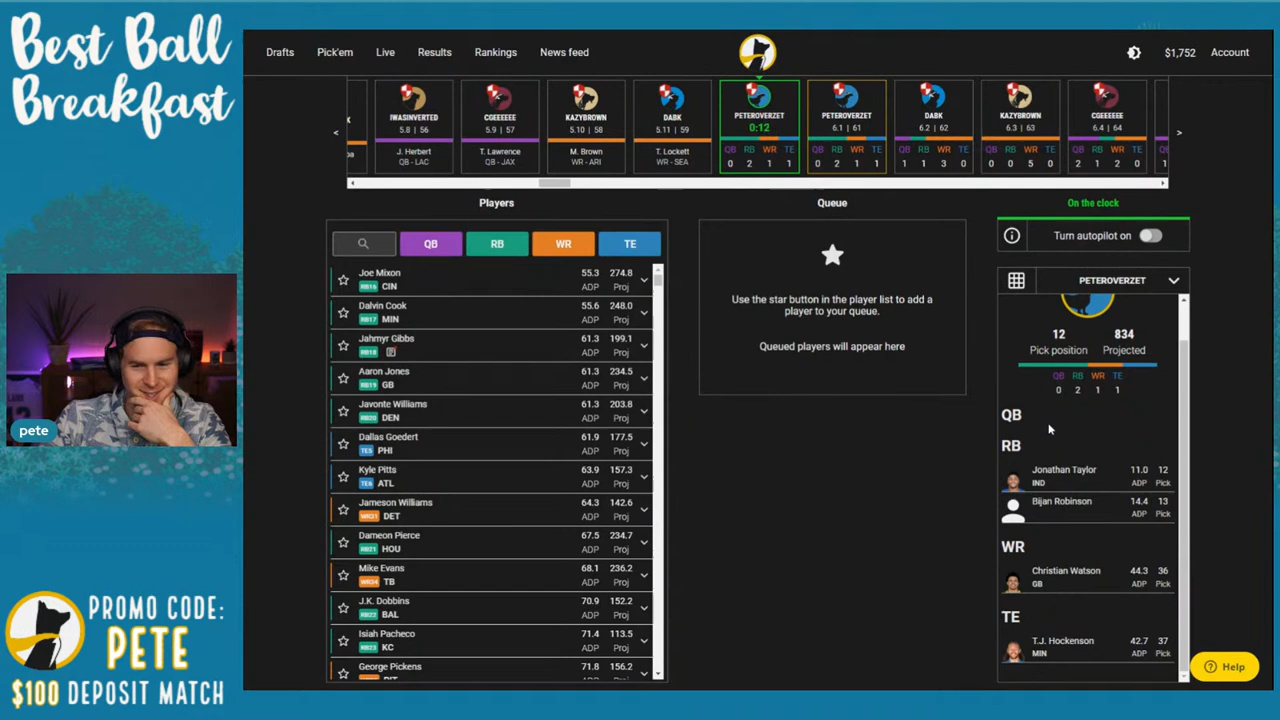 Best Ball
Breakfast
pete
PROMO CODE:
PETE
$100 DEPOSIT MATCH
Drafts
Pick'em
Live
Results
Rankings
News feed
$1,752
Account
IWASINVERTED
5.8 | 56
J. Herbert
QB - LAC
CGEEEEEE
5.9 | 57
T. Lawrence
QB - JAX
KAZYBROWN
5.10 | 58
M. Brown
WR - ARI
DABK
5.11 | 59
T. Lockett
WR - SEA
PETEROVERZET
0:12
QB RB WR TE
0 2 1 1
PETEROVERZET
6.1 | 61
QB RB WR TE
0 2 1 1
DABK
6.2 | 62
QB RB WR TE
1 1 3 0
KAZYBROWN
6.3 | 63
QB RB WR TE
0 0 5 0
CGEEEEEE
6.4 | 64
QB RB WR TE
2 1 2 0
Players
QB
RB
WR
TE
Joe Mixon 55.3 274.8
RB16 CIN ADP Proj
Dalvin Cook 55.6 248.0
RB17 MIN ADP Proj
Jahmyr Gibbs 61.3 199.1
RB18 ADP Proj
Aaron Jones 61.3 234.5
RB19 GB ADP Proj
Javonte Williams 61.3 203.8
RB20 DEN ADP Proj
Dallas Goedert 61.9 177.5
TE5 PHI ADP Proj
Kyle Pitts 63.9 157.3
TE6 ATL ADP Proj
Jameson Williams 64.3 142.6
DET ADP Proj
Dameon Pierce 67.5 234.7
RB21 HOU ADP Proj
Mike Evans 68.1 236.2
WR34 TB ADP Proj
J.K. Dobbins 70.9 152.2
RB22 BAL ADP Proj
Isiah Pacheco 71.4 113.5
RB23 KC ADP Proj
George Pickens 71.8 156.2
Queue
Use the star button in the player list to add a
player to your queue.
Queued players will appear here
On the clock
Turn autopilot on
PETEROVERZET
12 834
Pick position Projected
QB RB WR TE
0 2 1 1
QB
RB
Jonathan Taylor 11.0 12
IND ADP Pick
Bijan Robinson 14.4 13
ADP Pick
WR
Christian Watson 44.3 36
GB ADP Pick
TE
T.J. Hockenson 42.7 37
MIN ADP Pick
Help